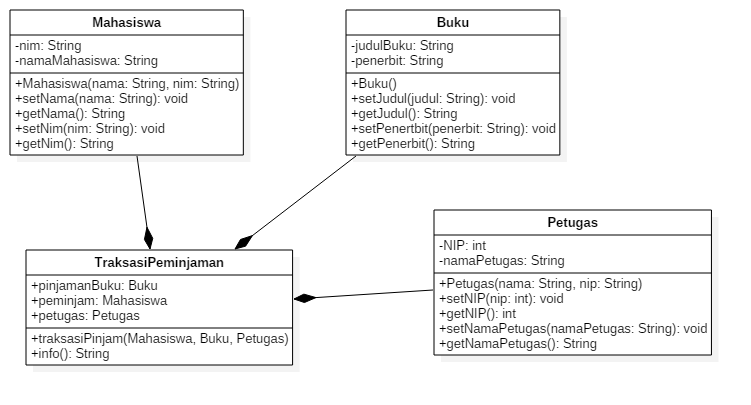 Mahasiswa
-nim: String
-namaMahasiswa: String
+Mahasiswa(nama: String, nim: String)
+setNama(nama: String): void
+getNama(): String
+setNim(nim: String): void
+getNim(): String
Buku
-judulBuku: String
-penerbit: String
+Buku()
+setJudul(judul: String): void
+getJudul(): String
+setPenertbit(penerbit: String): void
+getPenerbit(): String
TraksasiPeminjaman
+pinjamanBuku: Buku
+peminjam: Mahasiswa
+petugas: Petugas
+traksasiPinjam(Mahasiswa, Buku, Petugas)
+info(): String
Petugas
-NIP: int
-namaPetugas: String
+Petugas(nama: String, nip: String)
+setNIP(nip: int): void
+getNIP(): int
+setNamaPetugas(namaPetugas: String): void
+getNamaPetugas(): String